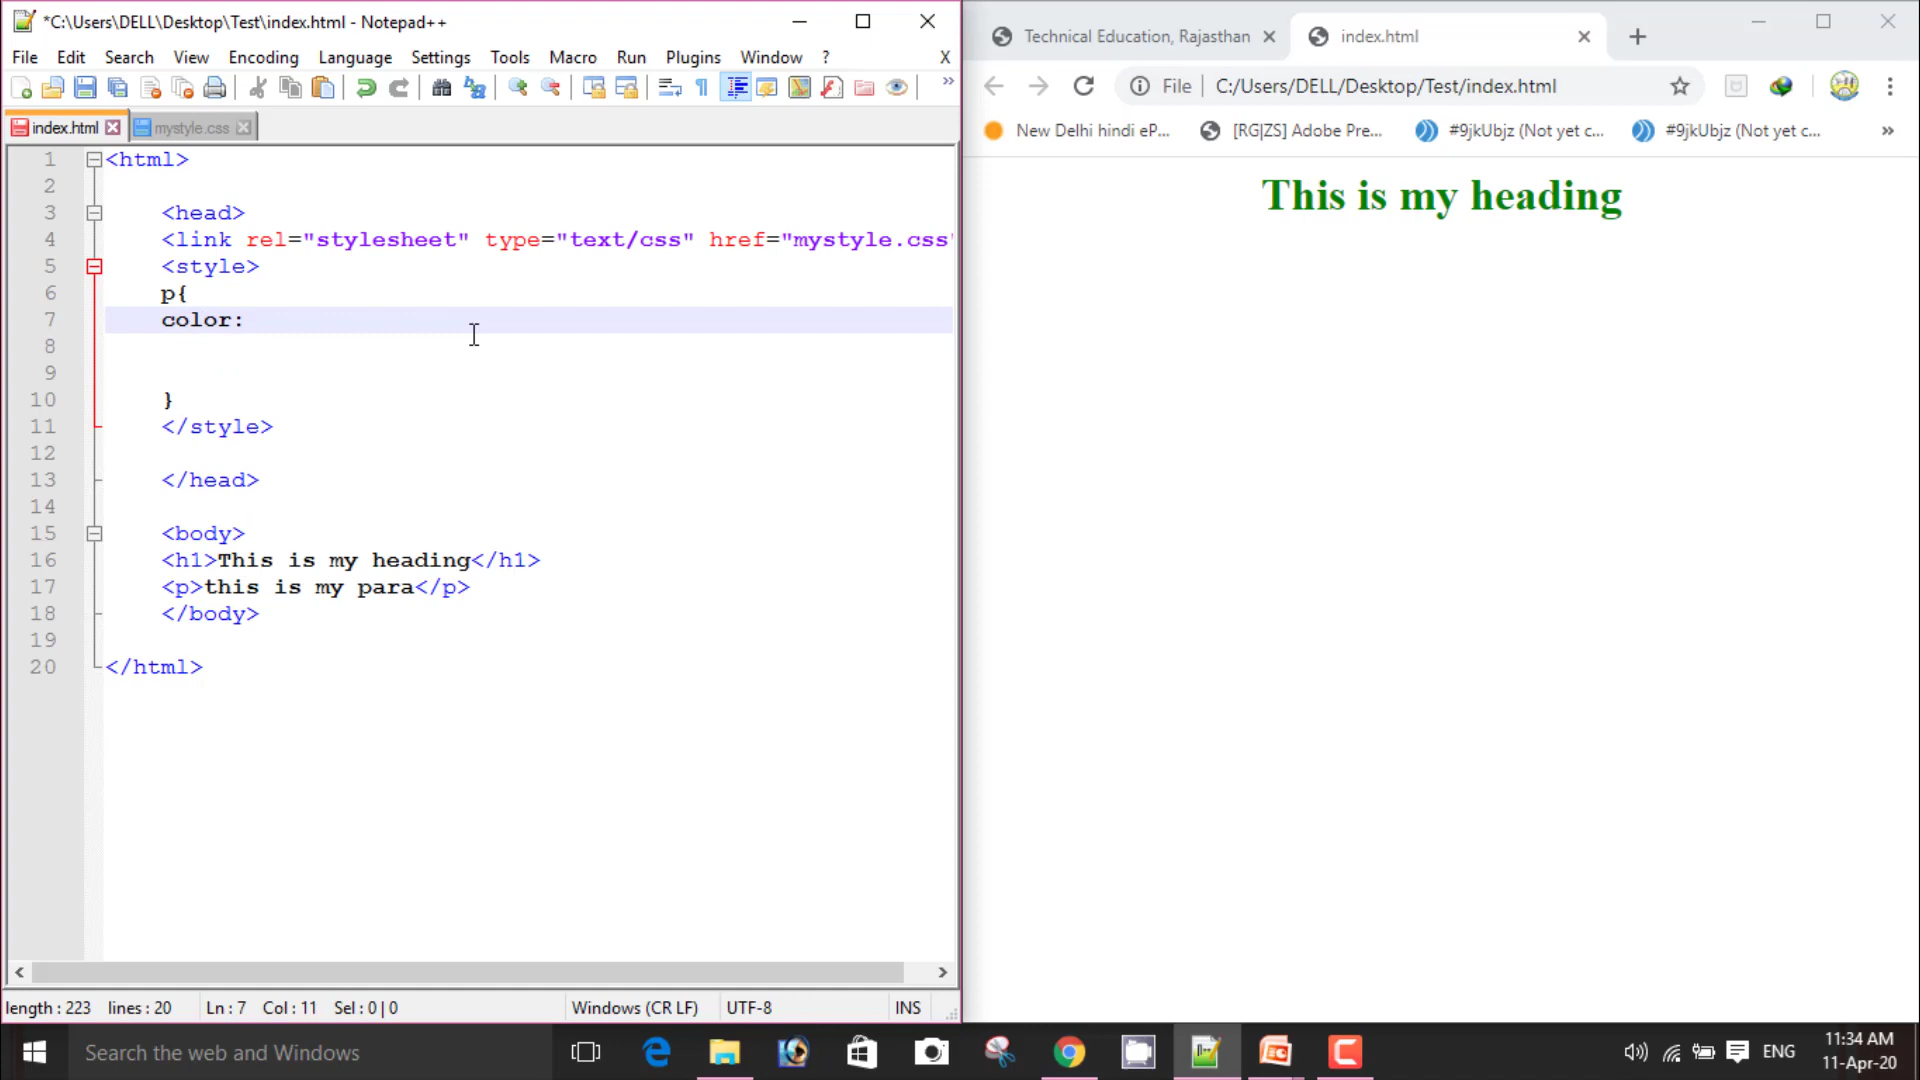 *C:\Users\DELL\Desktop\Test\index.html - Notepad++
File Edit Search View Encoding Language Settings Tools Macro Run Plugins Window ? X
index.html mystyle.css
1 <html>
2
3 <head>
4 <link rel="stylesheet" type="text/css" href="mystyle.css"
5 <style>
6 p{
7 color:
8
9
10 }
11 </style>
12
13 </head>
14
15 <body>
16 <h1>This is my heading</h1>
17 <p>this is my para</p>
18 </body>
19
20 </html>
length : 223 lines : 20 Ln : 7 Col : 11 Sel : 0 | 0 Windows (CR LF) UTF-8 INS
Technical Education, Rajasthan index.html
File C:/Users/DELL/Desktop/Test/index.html
New Delhi hindi eP... [RG|ZS] Adobe Pre... #9jkUbjz (Not yet c... #9jkUbjz (Not yet c... »
This is my heading
Search the web and Windows
ENG
11:34 AM
11-Apr-20